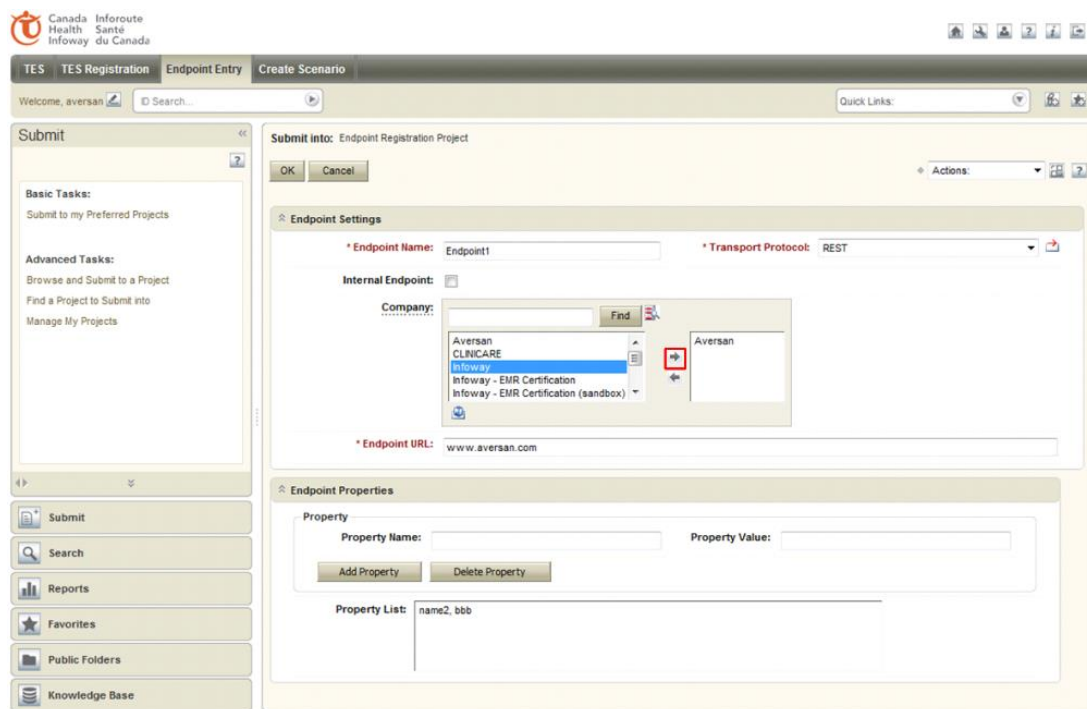 Canada Inforoute
Health Santé
Infoway du Canada
TES TES Registration Endpoint Entry Create Scenario
Welcome, aversan ID Search... Quick Links:
Submit
Basic Tasks:
Submit to my Preferred Projects
Advanced Tasks:
Browse and Submit to a Project
Find a Project to Submit into
Manage My Projects
Submit
Search
Reports
Favorites
Public Folders
Knowledge Base
Submit into: Endpoint Registration Project
OK Cancel Actions:
Endpoint Settings
* Endpoint Name: Endpoint1 * Transport Protocol: REST
Internal Endpoint:
Company: Find
Aversan
CLINICARE
Infoway
Infoway - EMR Certification
Infoway - EMR Certification (sandbox)
Aversan
* Endpoint URL: www.aversan.com
Endpoint Properties
Property
Property Name: Property Value:
Add Property Delete Property
Property List: name2, bbb